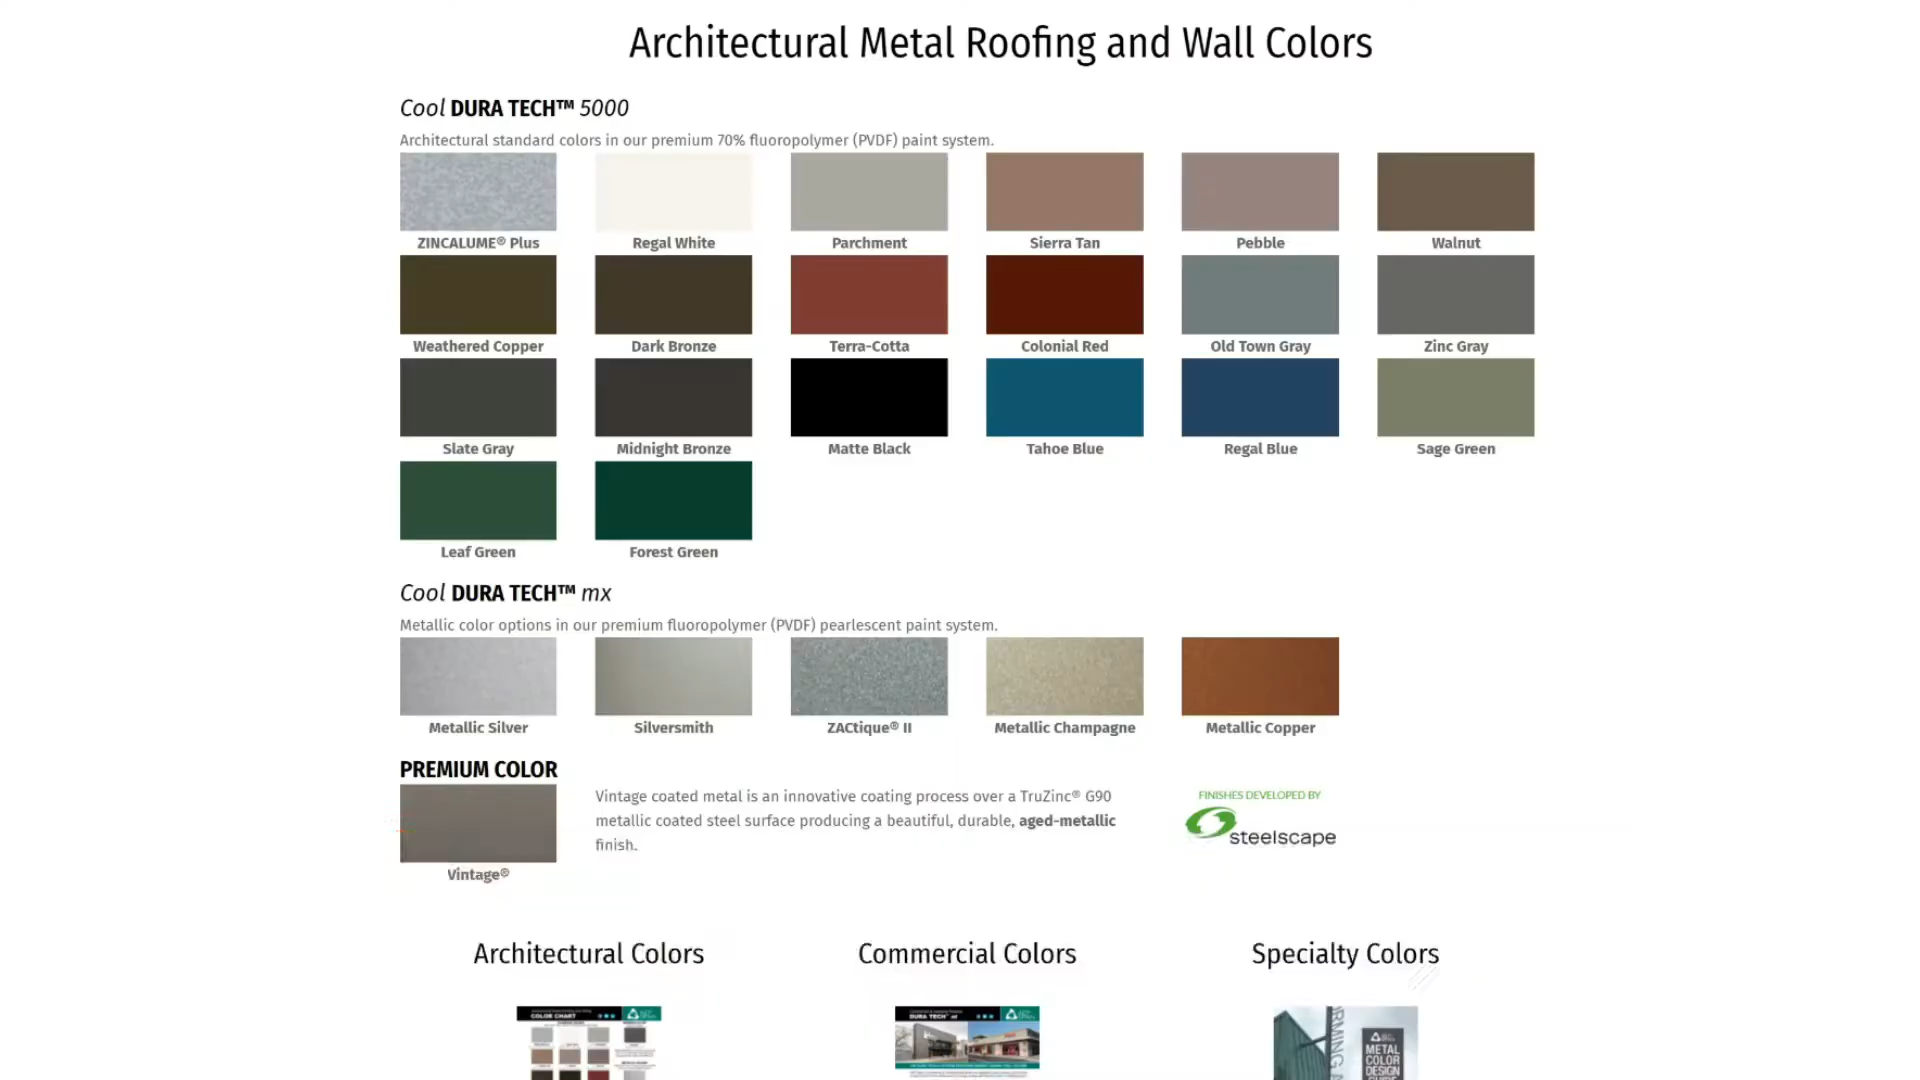 Architectural Metal Roofing and Wall Colors
Cool DURA TECH™ 5000
Architectural standard colors in our premium 70% fluoropolymer (PVDF) paint system.
ZINCALUME® Plus
Regal White
Parchment
Sierra Tan
Pebble
Walnut
Weathered Copper
Dark Bronze
Terra-Cotta
Colonial Red
Old Town Gray
Zinc Gray
Slate Gray
Midnight Bronze
Matte Black
Tahoe Blue
Regal Blue
Sage Green
Leaf Green
Forest Green
Cool DURA TECH™ mx
Metallic color options in our premium fluoropolymer (PVDF) pearlescent paint system.
Metallic Silver
Silversmith
ZACtique® II
Metallic Champagne
Metallic Copper
PREMIUM COLOR
Vintage®
Vintage coated metal is an innovative coating process over a TruZinc® G90
metallic coated steel surface producing a beautiful, durable, aged-metallic
finish.
FINISHES DEVELOPED BY
steelscape
Architectural Colors
Commercial Colors
Specialty Colors
COLOR CHART
DURA TECH™
METAL
COLOR
DESIGN
GUIDE